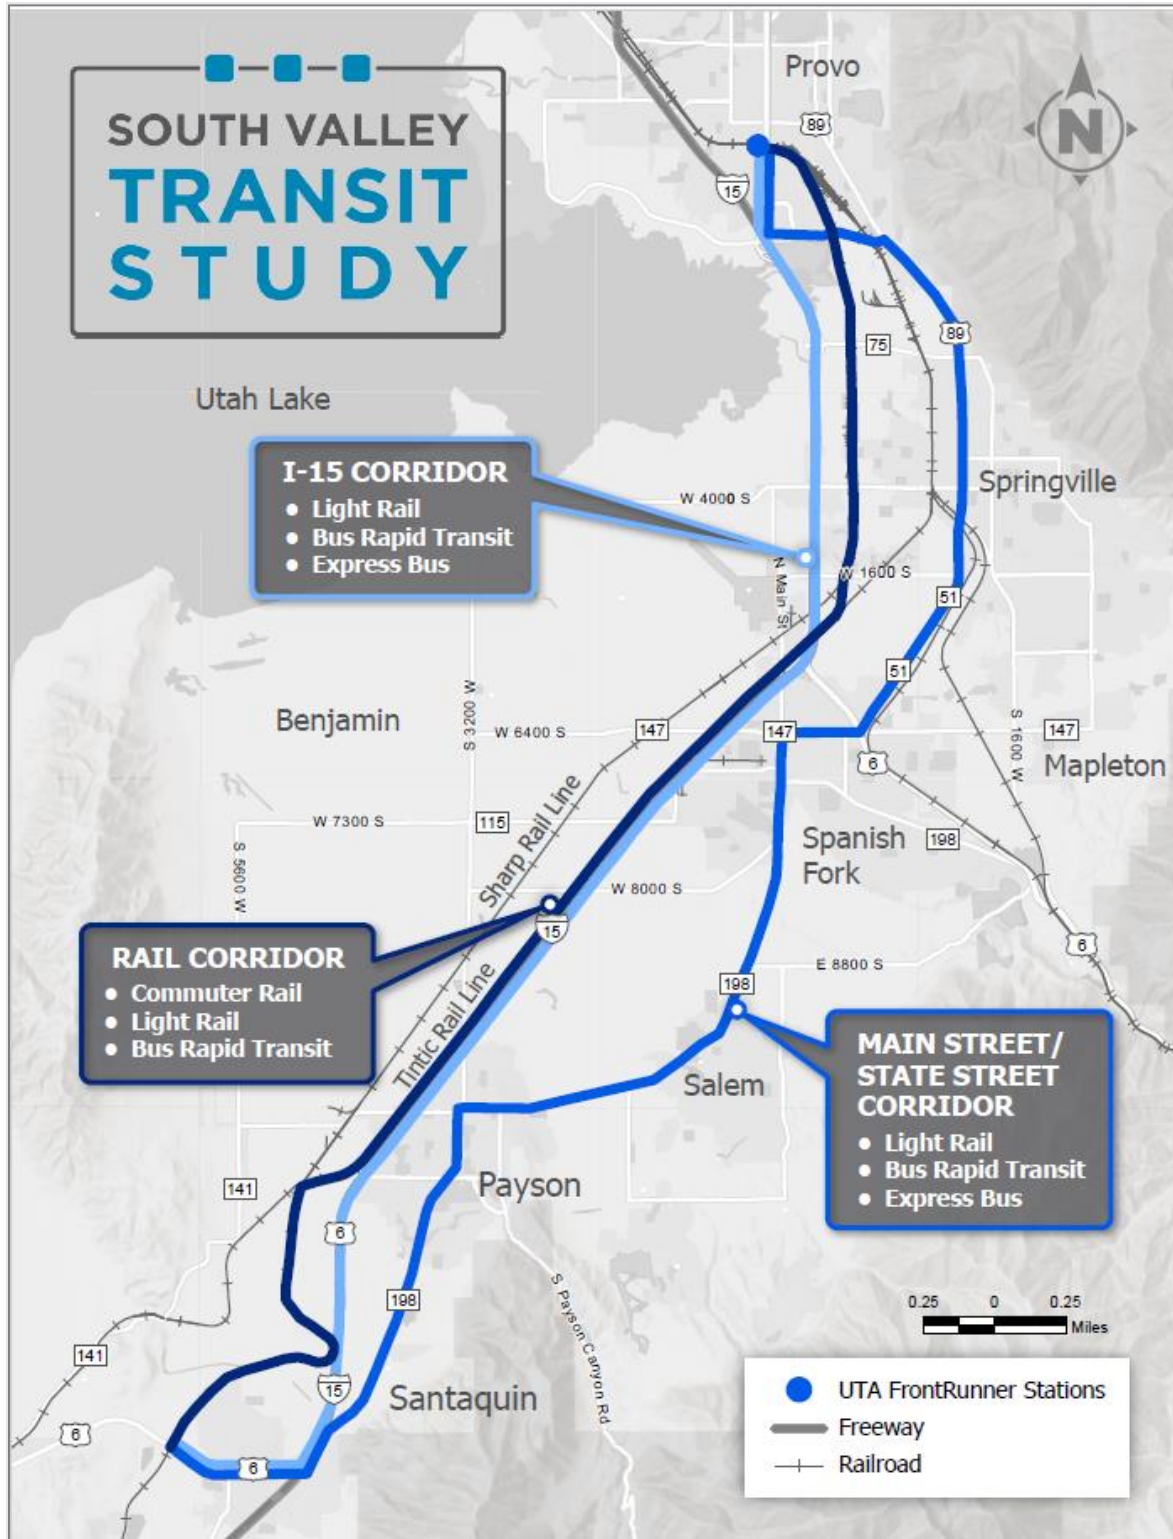 Provo
SOUTH VALLEY
TRANSIT
STUDY
89
N
15
89
75
Utah Lake
I-15 CORRIDOR
● Light Rail
● Bus Rapid Transit
● Express Bus
W 4000 S
Springville
N Main St
W 1600 S
51
51
S 3200 W
Benjamin
W 6400 S
147
147
S 1600 W
147
6
Mapleton
W 7300 S
115
Sharp Rail Line
Spanish
Fork
198
S 5600 W
W 8000 S
15
6
RAIL CORRIDOR
● Commuter Rail
● Light Rail
● Bus Rapid Transit
Tintic Rail Line
E 8800 S
198
MAIN STREET/
STATE STREET
CORRIDOR
● Light Rail
● Bus Rapid Transit
● Express Bus
Salem
141
Payson
6
198
S Payson Canyon Rd
0.25 0 0.25
Miles
141
15
Santaquin
6
6
UTA FrontRunner Stations
Freeway
Railroad